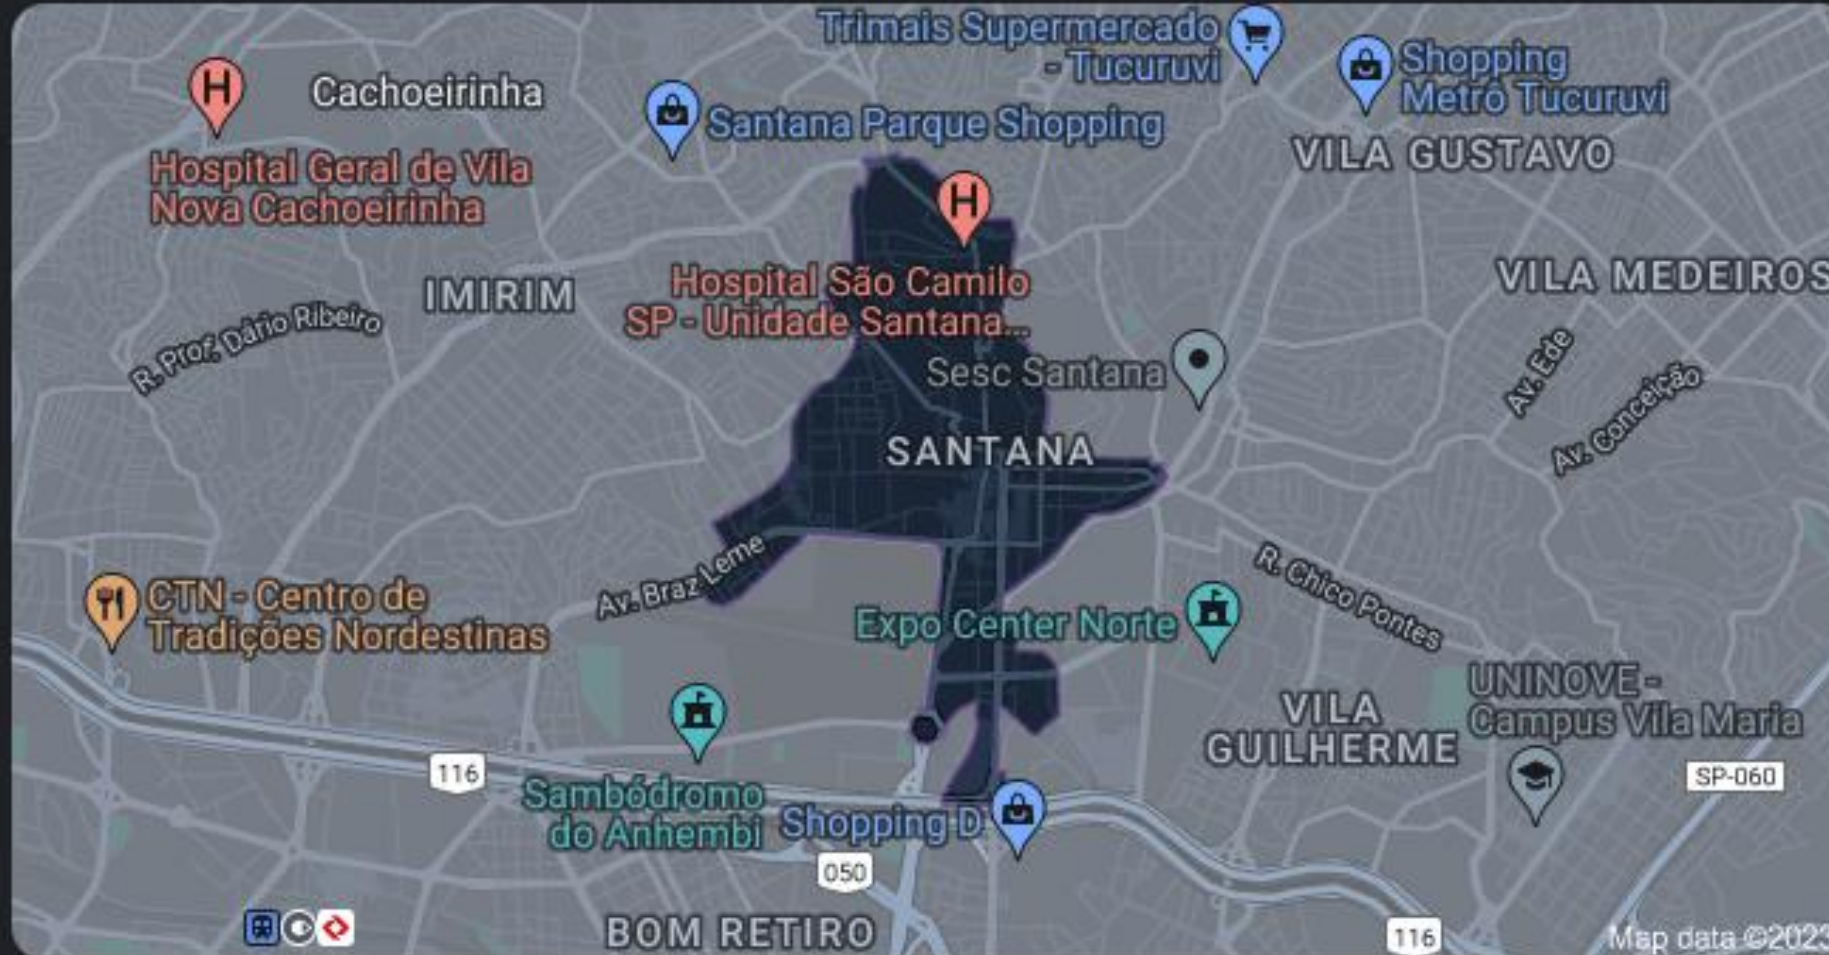 Trimais Supermercado
- Tucuruvi
Shopping
Metrô Tucuruvi
H
Cachoeirinha
Santana Parque Shopping
VILA GUSTAVO
Hospital Geral de Vila
Nova Cachoeirinha
H
IMIRIM
Hospital São Camilo
SP - Unidade Santana...
VILA MEDEIROS
R. Prof. Dário Ribeiro
Sesc Santana
Av. Ede
Av. Conceição
SANTANA
Av. Braz Leme
R. Chico Pontes
CTN - Centro de
Tradições Nordestinas
Expo Center Norte
UNINOVE -
Campus Vila Maria
VILA
GUILHERME
116
SP-060
Sambódromo
do Anhembi
Shopping D
050
BOM RETIRO
116
Map data ©2023